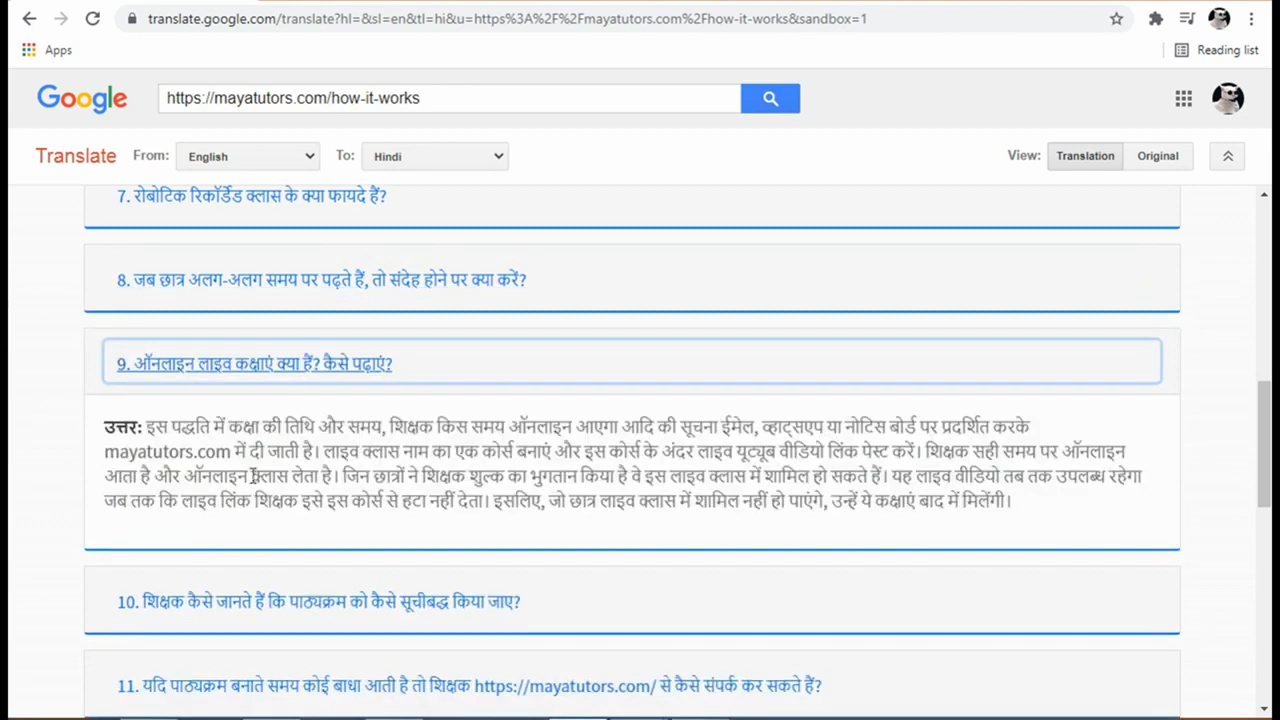 translate.google.com/translate?hl=&sl=en&tl=hi&u=https%3A%2F%2Fmayatutors.com%2Fhow-it-works&sandbox=1
Apps
Reading list
Google
https://mayatutors.com/how-it-works
Translate From: English To: Hindi View: Translation Original
7. रोबोटिक रिकॉर्डेड क्लास के क्या फायदे हैं?
8. जब छात्र अलग-अलग समय पर पढ़ते हैं, तो संदेह होने पर क्या करें?
9. ऑनलाइन लाइव कक्षाएं क्या हैं? कैसे पढ़ाएं?
उत्तर: इस पद्धति में कक्षा की तिथि और समय, शिक्षक किस समय ऑनलाइन आएगा आदि की सूचना ईमेल, व्हाट्सएप या नोटिस बोर्ड पर प्रदर्शित करके
mayatutors.com में दी जाती है। लाइव क्लास नाम का एक कोर्स बनाएं और इस कोर्स के अंदर लाइव यूट्यूब वीडियो लिंक पेस्ट करें। शिक्षक सही समय पर ऑनलाइन
आता है और ऑनलाइन क्लास लेता है। जिन छात्रों ने शिक्षक शुल्क का भुगतान किया है वे इस लाइव क्लास में शामिल हो सकते हैं। यह लाइव वीडियो तब तक उपलब्ध रहेगा
जब तक कि लाइव लिंक शिक्षक इसे इस कोर्स से हटा नहीं देता। इसलिए, जो छात्र लाइव क्लास में शामिल नहीं हो पाएंगे, उन्हें ये कक्षाएं बाद में मिलेंगी।
10. शिक्षक कैसे जानते हैं कि पाठ्यक्रम को कैसे सूचीबद्ध किया जाए?
11. यदि पाठ्यक्रम बनाते समय कोई बाधा आती है तो शिक्षक https://mayatutors.com/ से कैसे संपर्क कर सकते हैं?